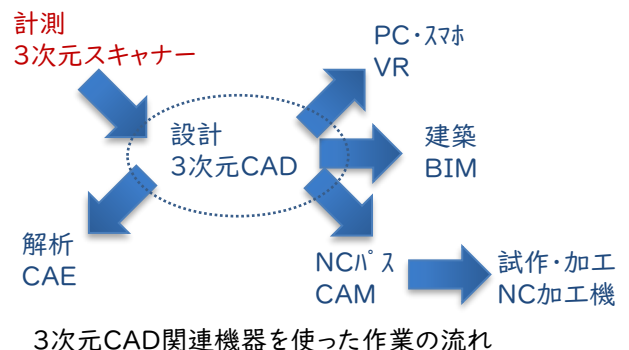 計測
3次元スキャナー
PC・スマホ
VR
設計
3次元CAD
建築
BIM
解析
CAE
NCパス
CAM
試作・加工
NC加工機
3次元CAD関連機器を使った作業の流れ